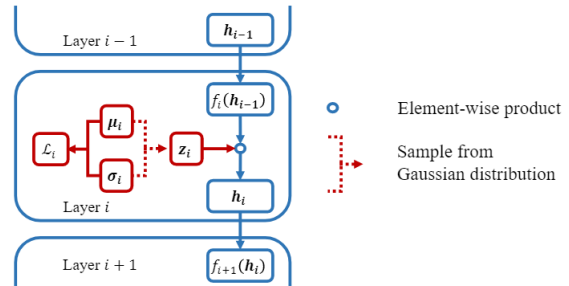 Layer i − 1
h_{i−1}
f_i(h_{i−1})
μ_i
ℒ_i
z_i
σ_i
h_i
Layer i
Layer i + 1
f_{i+1}(h_i)
Element-wise product
Sample from
Gaussian distribution